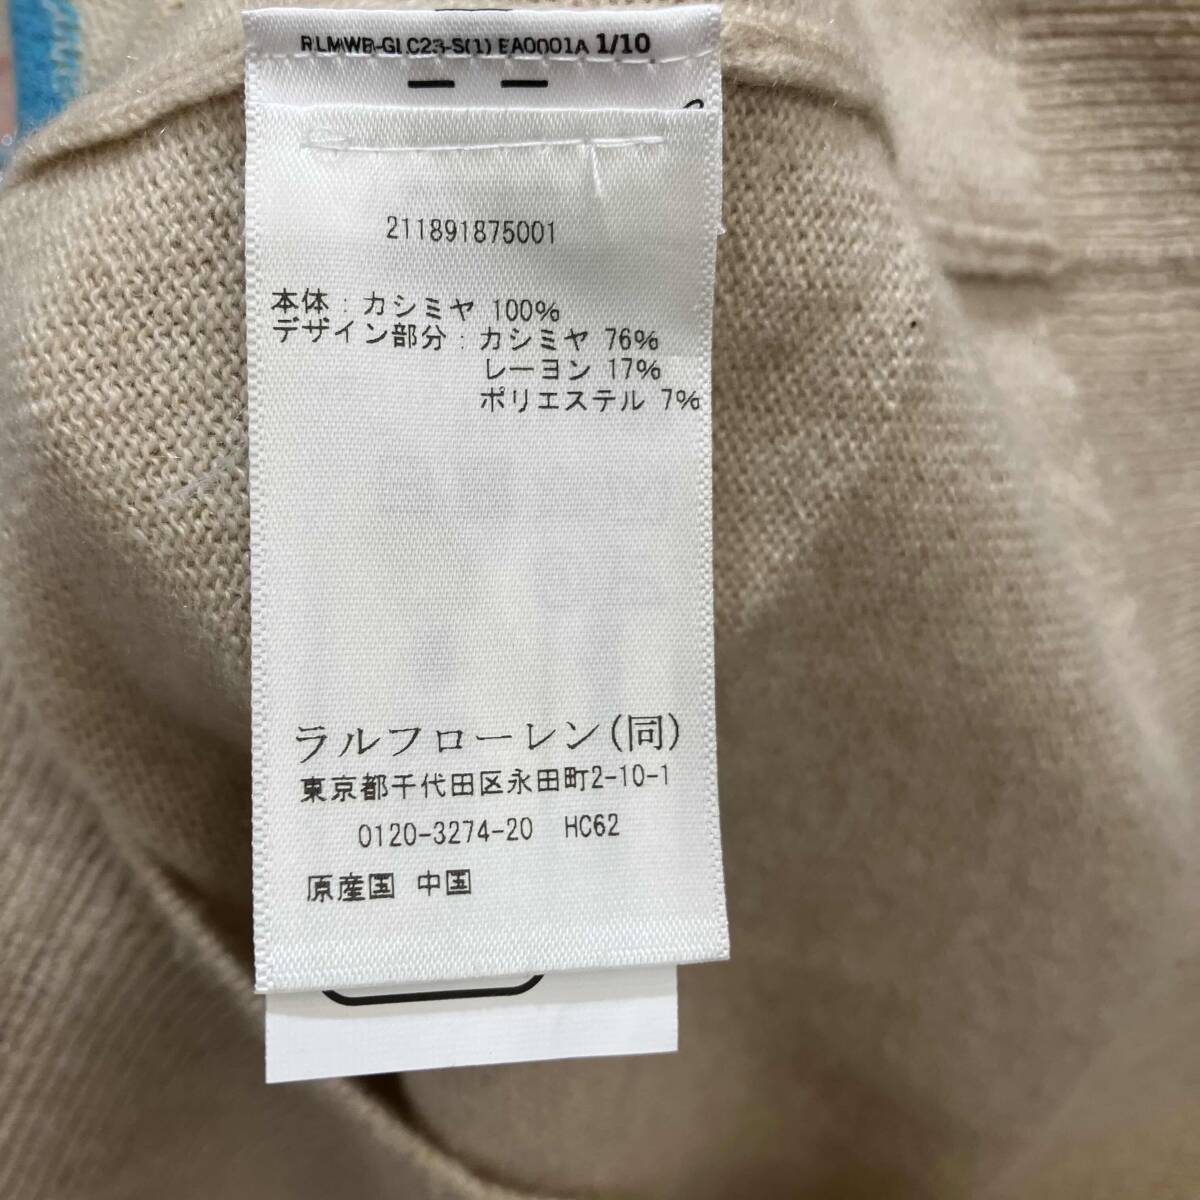 RLMWB-GLC23-S(1) EA0001A 1/10
211891875001
本体 : カシミヤ 100%
デザイン部分 : カシミヤ 76%
レーヨン 17%
ポリエステル 7%
ラルフローレン(同)
東京都千代田区永田町2-10-1
0120-3274-20 HC62
原産国 中国